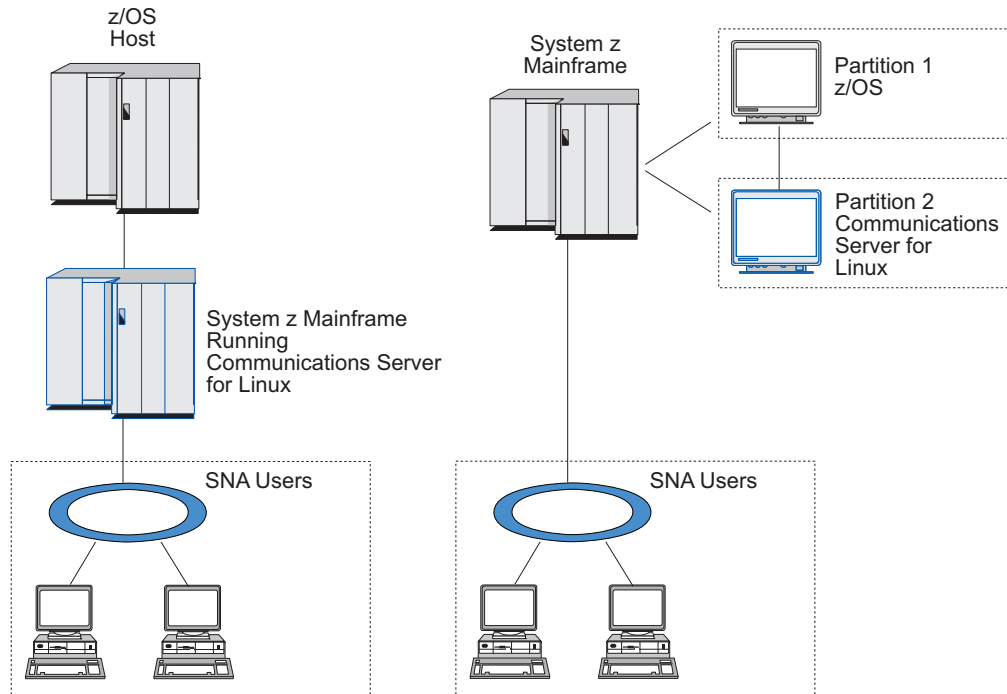 z/OS
Host
System z Mainframe
Running
Communications Server
for Linux
SNA Users
System z
Mainframe
Partition 1
z/OS
Partition 2
Communications
Server for
Linux
SNA Users